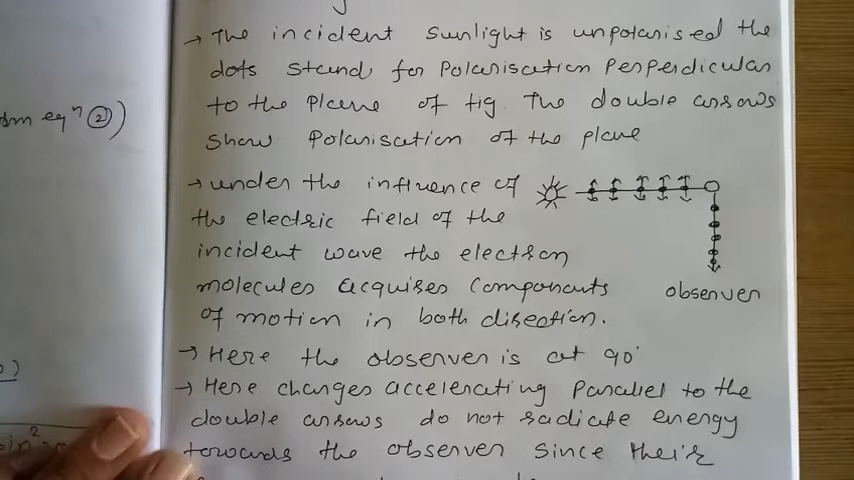 → The incident sunlight is unpolarised the
dots stand for Polarisation Perpendicular
to the Plane of fig. The double arrows
show Polarisation of the plane
dm eqⁿ ②)
→ under the influence of
the electric field of the
incident wave the electron
molecules acquires components
of motion in both direction.
observer
→ Here the observer is at 90°
→ Here charges accelerating Parallel to the
double arrows do not radiate energy
towards the observer since their